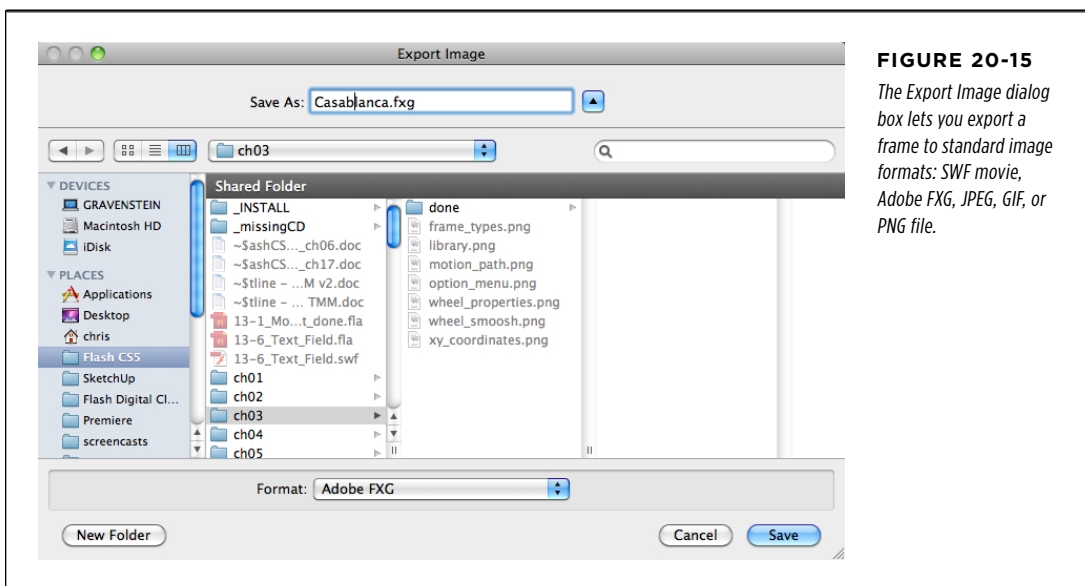 Export Image
Save As: Casablanca.fxg
ch03
DEVICES
GRAVENSTEIN
Macintosh HD
iDisk
PLACES
Applications
Desktop
chris
Flash CS5
SketchUp
Flash Digital Cl...
Premiere
screencasts
Shared Folder
_INSTALL
_missingCD
~$ashCS..._ch06.doc
~$ashCS..._ch17.doc
~$tline - ...M v2.doc
~$tline - ... TMM.doc
13-1_Mo...t_done.fla
13-6_Text_Field.fla
13-6_Text_Field.swf
ch01
ch02
ch03
ch04
ch05
done
frame_types.png
library.png
motion_path.png
option_menu.png
wheel_properties.png
wheel_smoosh.png
xy_coordinates.png
Format: Adobe FXG
New Folder
Cancel
Save
FIGURE 20-15
The Export Image dialog
box lets you export a
frame to standard image
formats: SWF movie,
Adobe FXG, JPEG, GIF, or
PNG file.